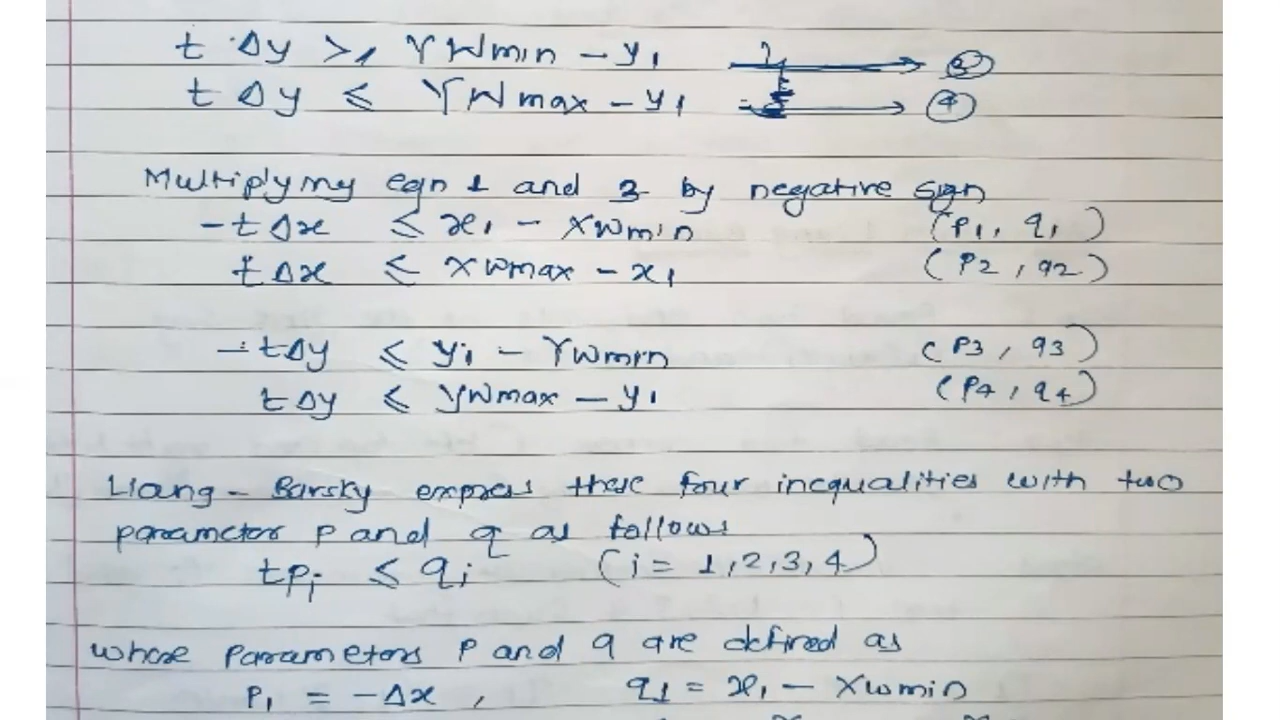 t Δy ≥ YWmin - y1 → ③
t Δy ≤ YWmax - y1 → ④
Multiplying eqn 1 and 3 by negative sign
-t Δx ≤ x1 - Xwmin (P1, q1)
t Δx ≤ xwmax - x1 (P2, q2)
-tΔy ≤ y1 - Ywmin (P3, q3)
tΔy ≤ ywmax - y1 (P4, q4)
Liang - Barsky express these four inequalities with two
parameter p and q as follows
tpi ≤ qi (i = 1,2,3,4)
whose Parameters P and q are defined as
P1 = -Δx, q1 = x1 - Xwmin